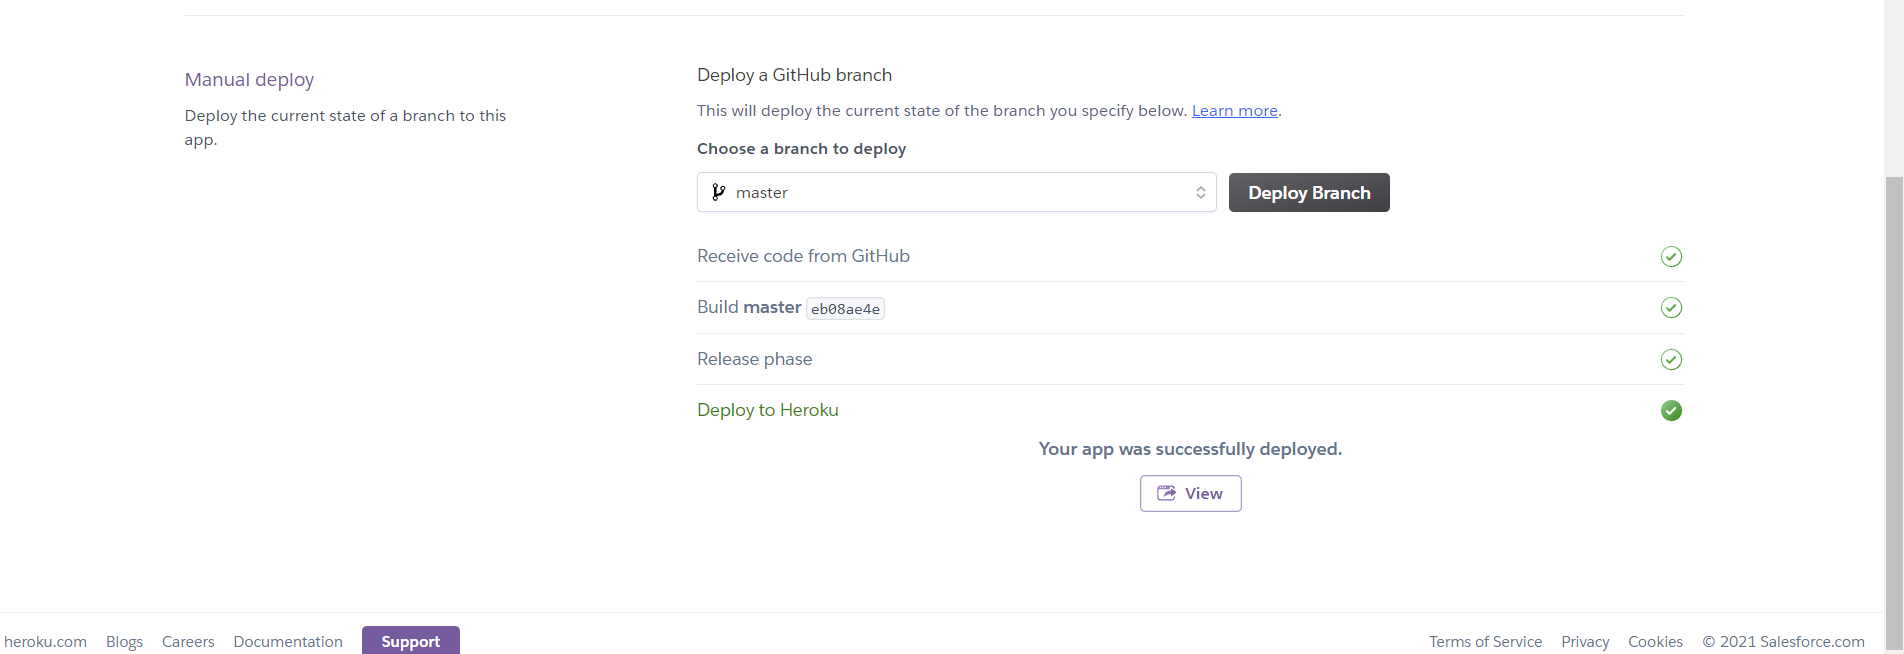 Manual deploy
Deploy the current state of a branch to this
app.
Deploy a GitHub branch
This will deploy the current state of the branch you specify below. Learn more.
Choose a branch to deploy
master
Deploy Branch
Receive code from GitHub
Build master eb08ae4e
Release phase
Deploy to Heroku
Your app was successfully deployed.
View
heroku.com Blogs Careers Documentation Support Terms of Service Privacy Cookies © 2021 Salesforce.com